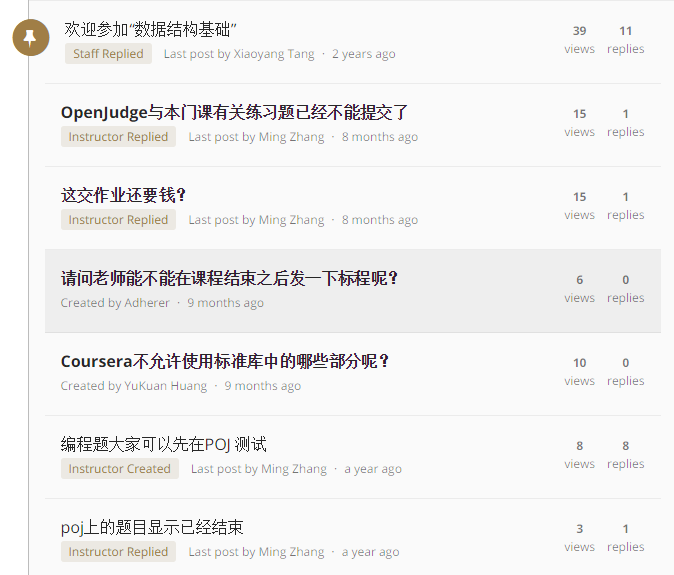 欢迎参加“数据结构基础”
39 11
Staff Replied Last post by Xiaoyang Tang · 2 years ago
views replies
OpenJudge与本门课有关练习题已经不能提交了
15 1
Instructor Replied Last post by Ming Zhang · 8 months ago
views replies
这交作业还要钱？
15 1
Instructor Replied Last post by Ming Zhang · 8 months ago
views replies
请问老师能不能在课程结束之后发一下标程呢？
6 0
Created by Adherer · 9 months ago
views replies
Coursera不允许使用标准库中的哪些部分呢？
10 0
Created by YuKuan Huang · 9 months ago
views replies
编程题大家可以先在POJ 测试
8 8
Instructor Created Last post by Ming Zhang · a year ago
views replies
poj上的题目显示已经结束
3 1
Instructor Replied Last post by Ming Zhang · a year ago
views replies